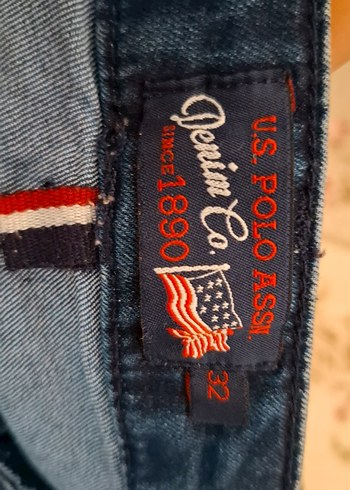 U.S. POLO ASSN.
Denim Co.
SINCE 1890
32